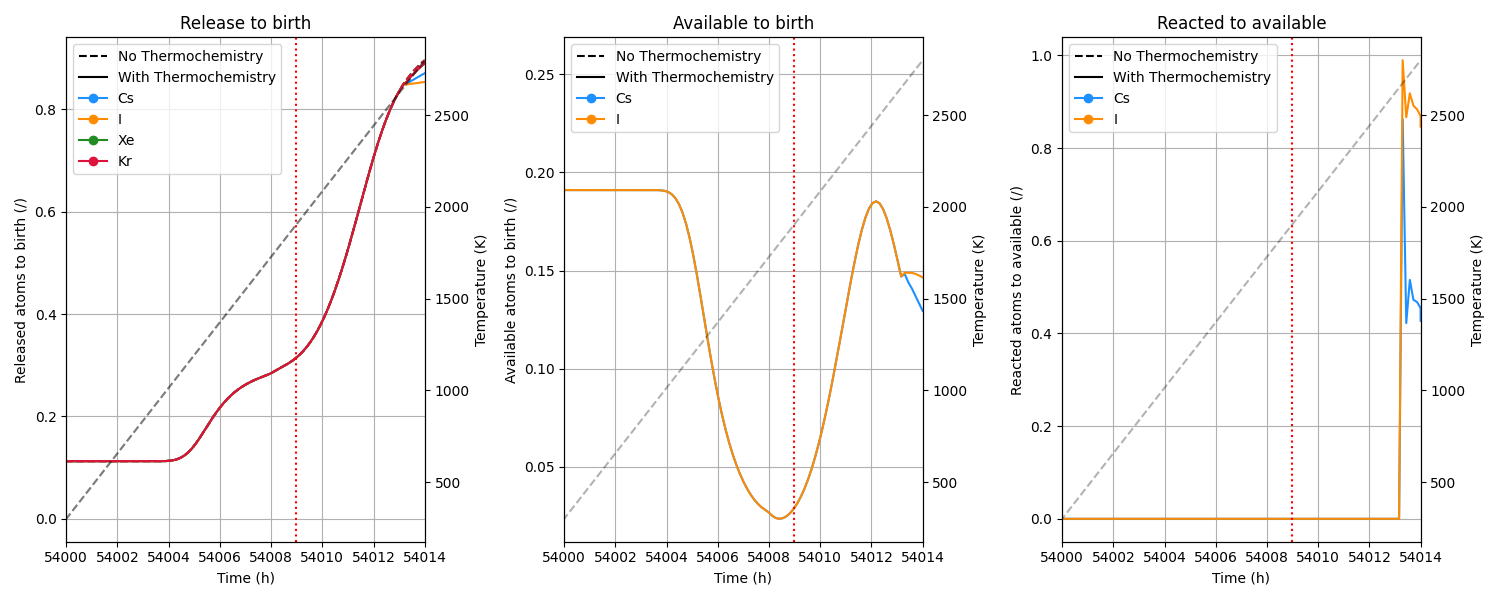 Release to birth
No Thermochemistry
With Thermochemistry
Cs
I
Xe
Kr
Released atoms to birth (/)
0.8
0.6
0.4
0.2
0.0
2500
2000
1500
1000
500
Temperature (K)
54000 54002 54004 54006 54008 54010 54012 54014
Time (h)
Available to birth
No Thermochemistry
With Thermochemistry
Cs
I
Available atoms to birth (/)
0.25
0.20
0.15
0.10
0.05
2500
2000
1500
1000
500
Temperature (K)
54000 54002 54004 54006 54008 54010 54012 54014
Time (h)
Reacted to available
No Thermochemistry
With Thermochemistry
Cs
I
Reacted atoms to available (/)
1.0
0.8
0.6
0.4
0.2
0.0
2500
2000
1500
1000
500
Temperature (K)
54000 54002 54004 54006 54008 54010 54012 54014
Time (h)